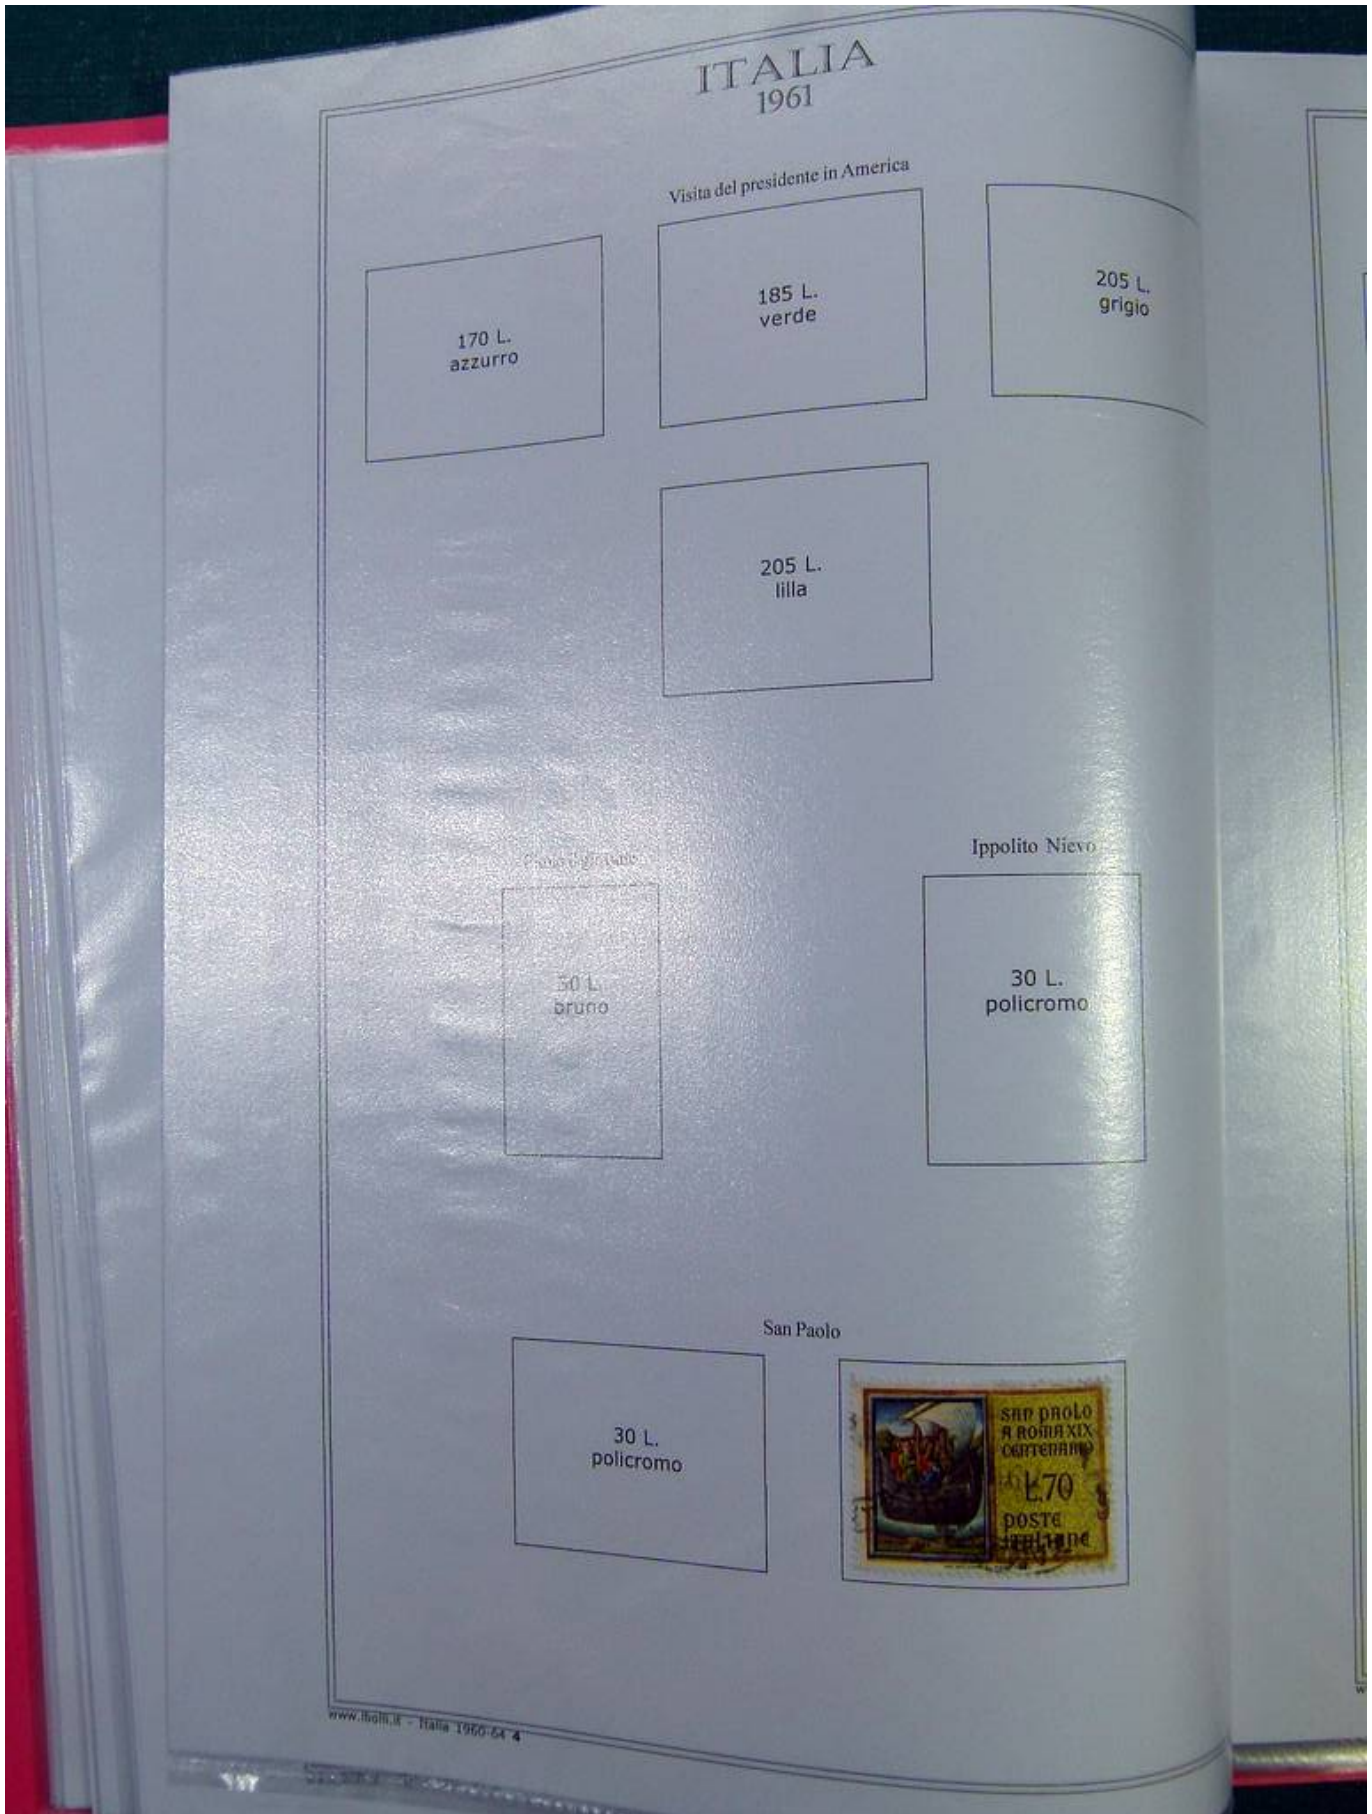 ITALIA
1961
Visita del presidente in America
170 L.
azzurro
185 L.
verde
205 L.
grigio
205 L.
lilla
Ippolito Nievo
bruno
30 L.
policromo
San Paolo
30 L.
policromo
SAN PAOLO
A ROMA XIX
CENTENARIO
L.70
POSTE
ITALIANE
www.ibolli.it - Italia 1960-64 4